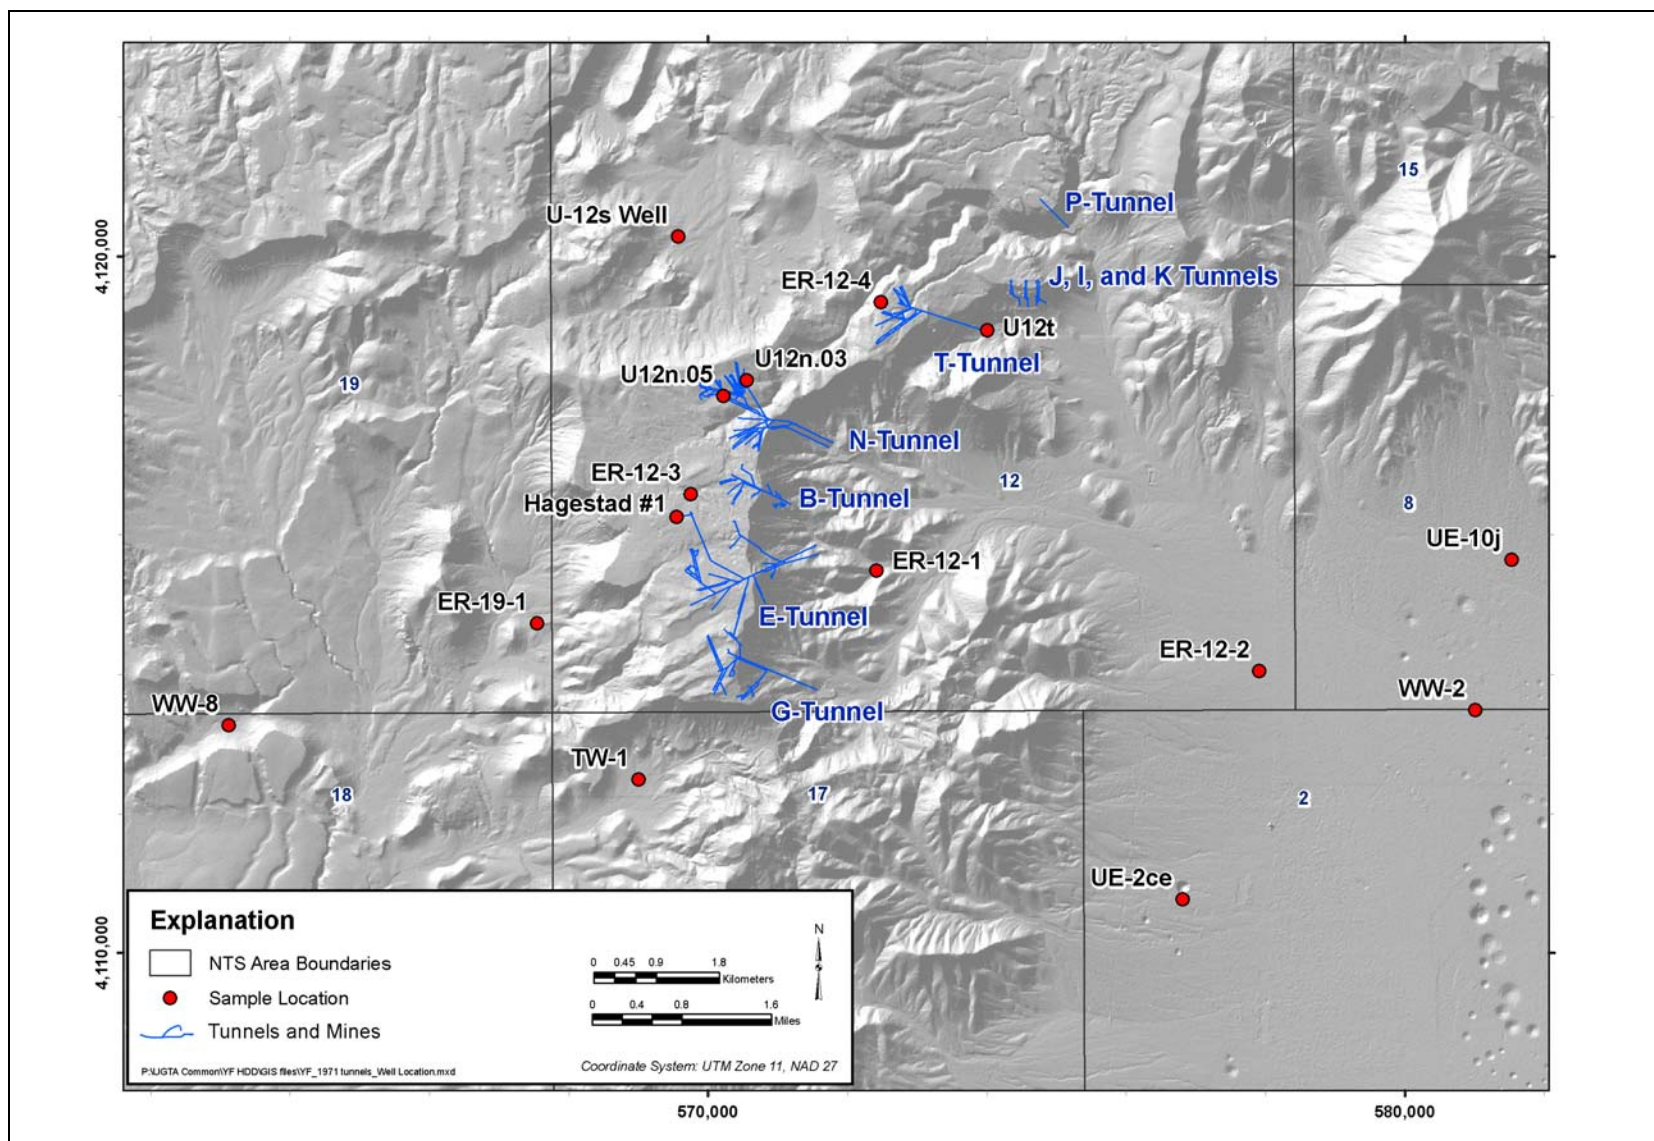 15
P-Tunnel
U-12s Well
4,120,000
ER-12-4
J, I, and K Tunnels
U12t
T-Tunnel
U12n.03
U12n.05
19
N-Tunnel
ER-12-3
12
B-Tunnel
Hagestad #1
8
UE-10j
ER-12-1
ER-19-1
E-Tunnel
ER-12-2
WW-2
WW-8
G-Tunnel
TW-1
18
17
2
UE-2ce
4,110,000
Explanation
NTS Area Boundaries
Sample Location
Tunnels and Mines
N
0 0.45 0.9 1.8
Kilometers
0 0.4 0.8 1.6
Miles
P:\UGTA Common\YF HDD\GIS files\YF_1971 tunnels_Well Location.mxd
Coordinate System: UTM Zone 11, NAD 27
570,000
580,000